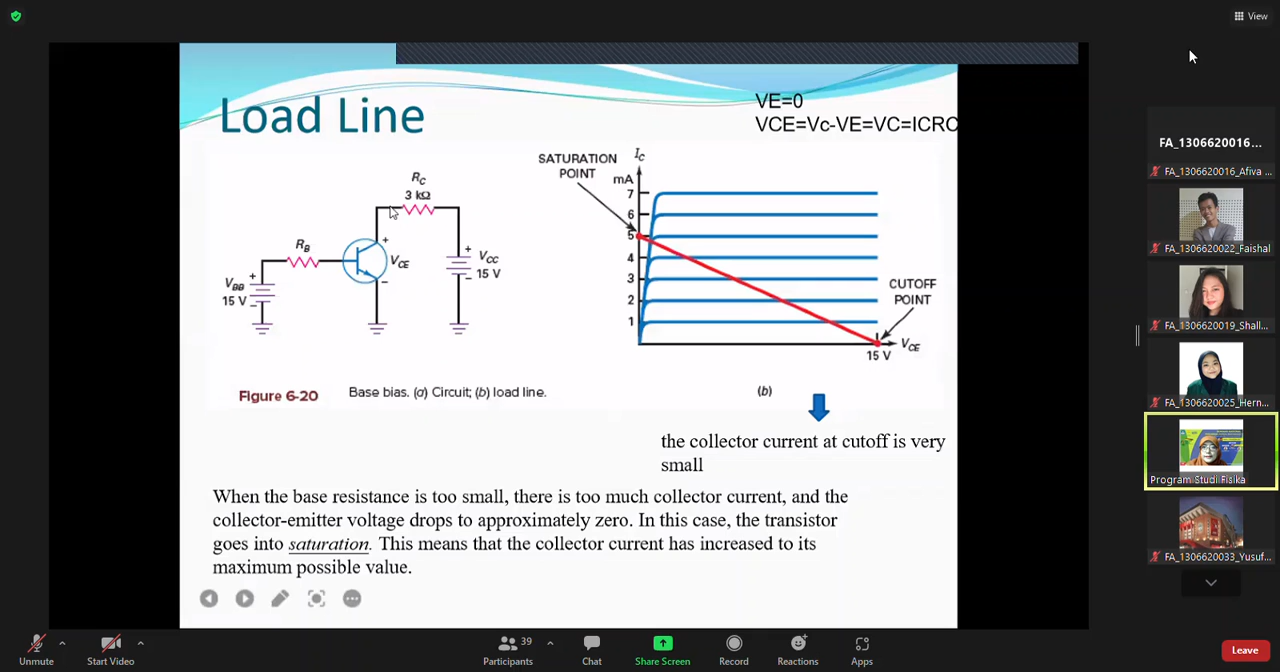 View
Load Line
VE=0
VCE=Vc-VE=VC=ICRC
RC
3 kΩ
RB
VBB
15 V
+
−
+
VCE
−
+
VCC
−
15 V
SATURATION
POINT
IC
mA
7
6
5
4
3
2
1
CUTOFF
POINT
VCE
15 V
Figure 6-20
Base bias. (a) Circuit; (b) load line.
(b)
the collector current at cutoff is very
small
When the base resistance is too small, there is too much collector current, and the
collector-emitter voltage drops to approximately zero. In this case, the transistor
goes into saturation. This means that the collector current has increased to its
maximum possible value.
FA_1306620016...
FA_1306620016_Afiva ...
FA_1306620022_Faishal
FA_1306620019_Shall...
FA_1306620025_Hern...
Program Studi Fisika
FA_1306620033_Yusuf...
Unmute
Start Video
Participants
39
Chat
Share Screen
Record
Reactions
Apps
Leave